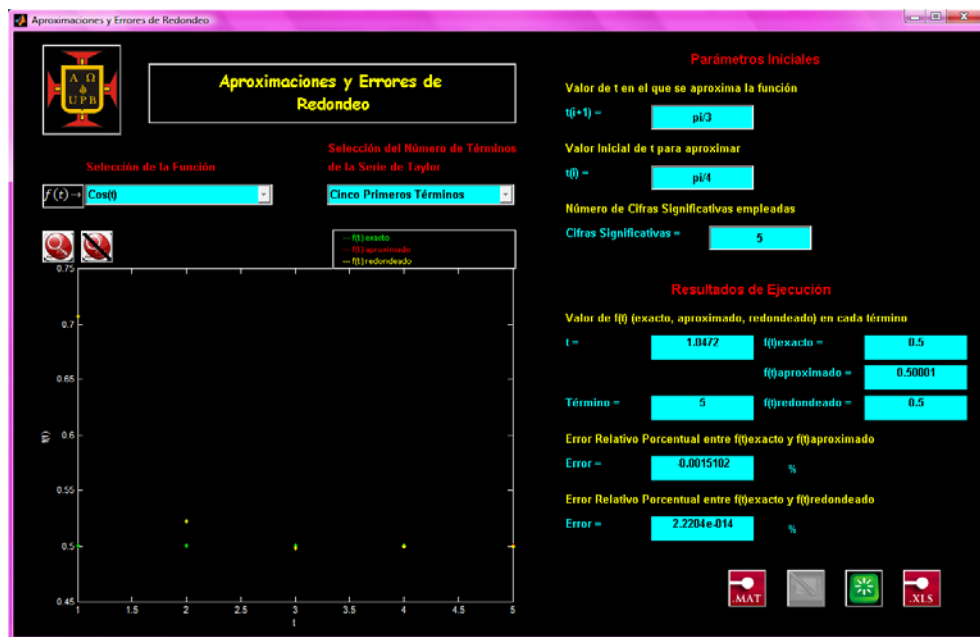 Aproximaciones y Errores de Redondeo
Α Ω
UPB
Aproximaciones y Errores de
Redondeo
Selección de la Función
f(t)→
Cos(t)
Selección del Número de Términos
de la Serie de Taylor
Cinco Primeros Términos
--- f(t) exacto
--- f(t) aproximado
--- f(t) redondeado
0.75
0.7
0.65
0.6
0.55
0.5
0.45
f(t)
1 1.5 2 2.5 3 3.5 4 4.5 5
t
Parámetros Iniciales
Valor de t en el que se aproxima la función
t(i+1) = pi/3
Valor Inicial de t para aproximar
t(i) = pi/4
Número de Cifras Significativas empleadas
Cifras Significativas = 5
Resultados de Ejecución
Valor de f(t) (exacto, aproximado, redondeado) en cada término
t = 1.0472 f(t)exacto = 0.5
f(t)aproximado = 0.50001
Término = 5 f(t)redondeado = 0.5
Error Relativo Porcentual entre f(t)exacto y f(t)aproximado
Error = -0.0015102 %
Error Relativo Porcentual entre f(t)exacto y f(t)redondeado
Error = 2.2204e-014 %
.MAT
.XLS